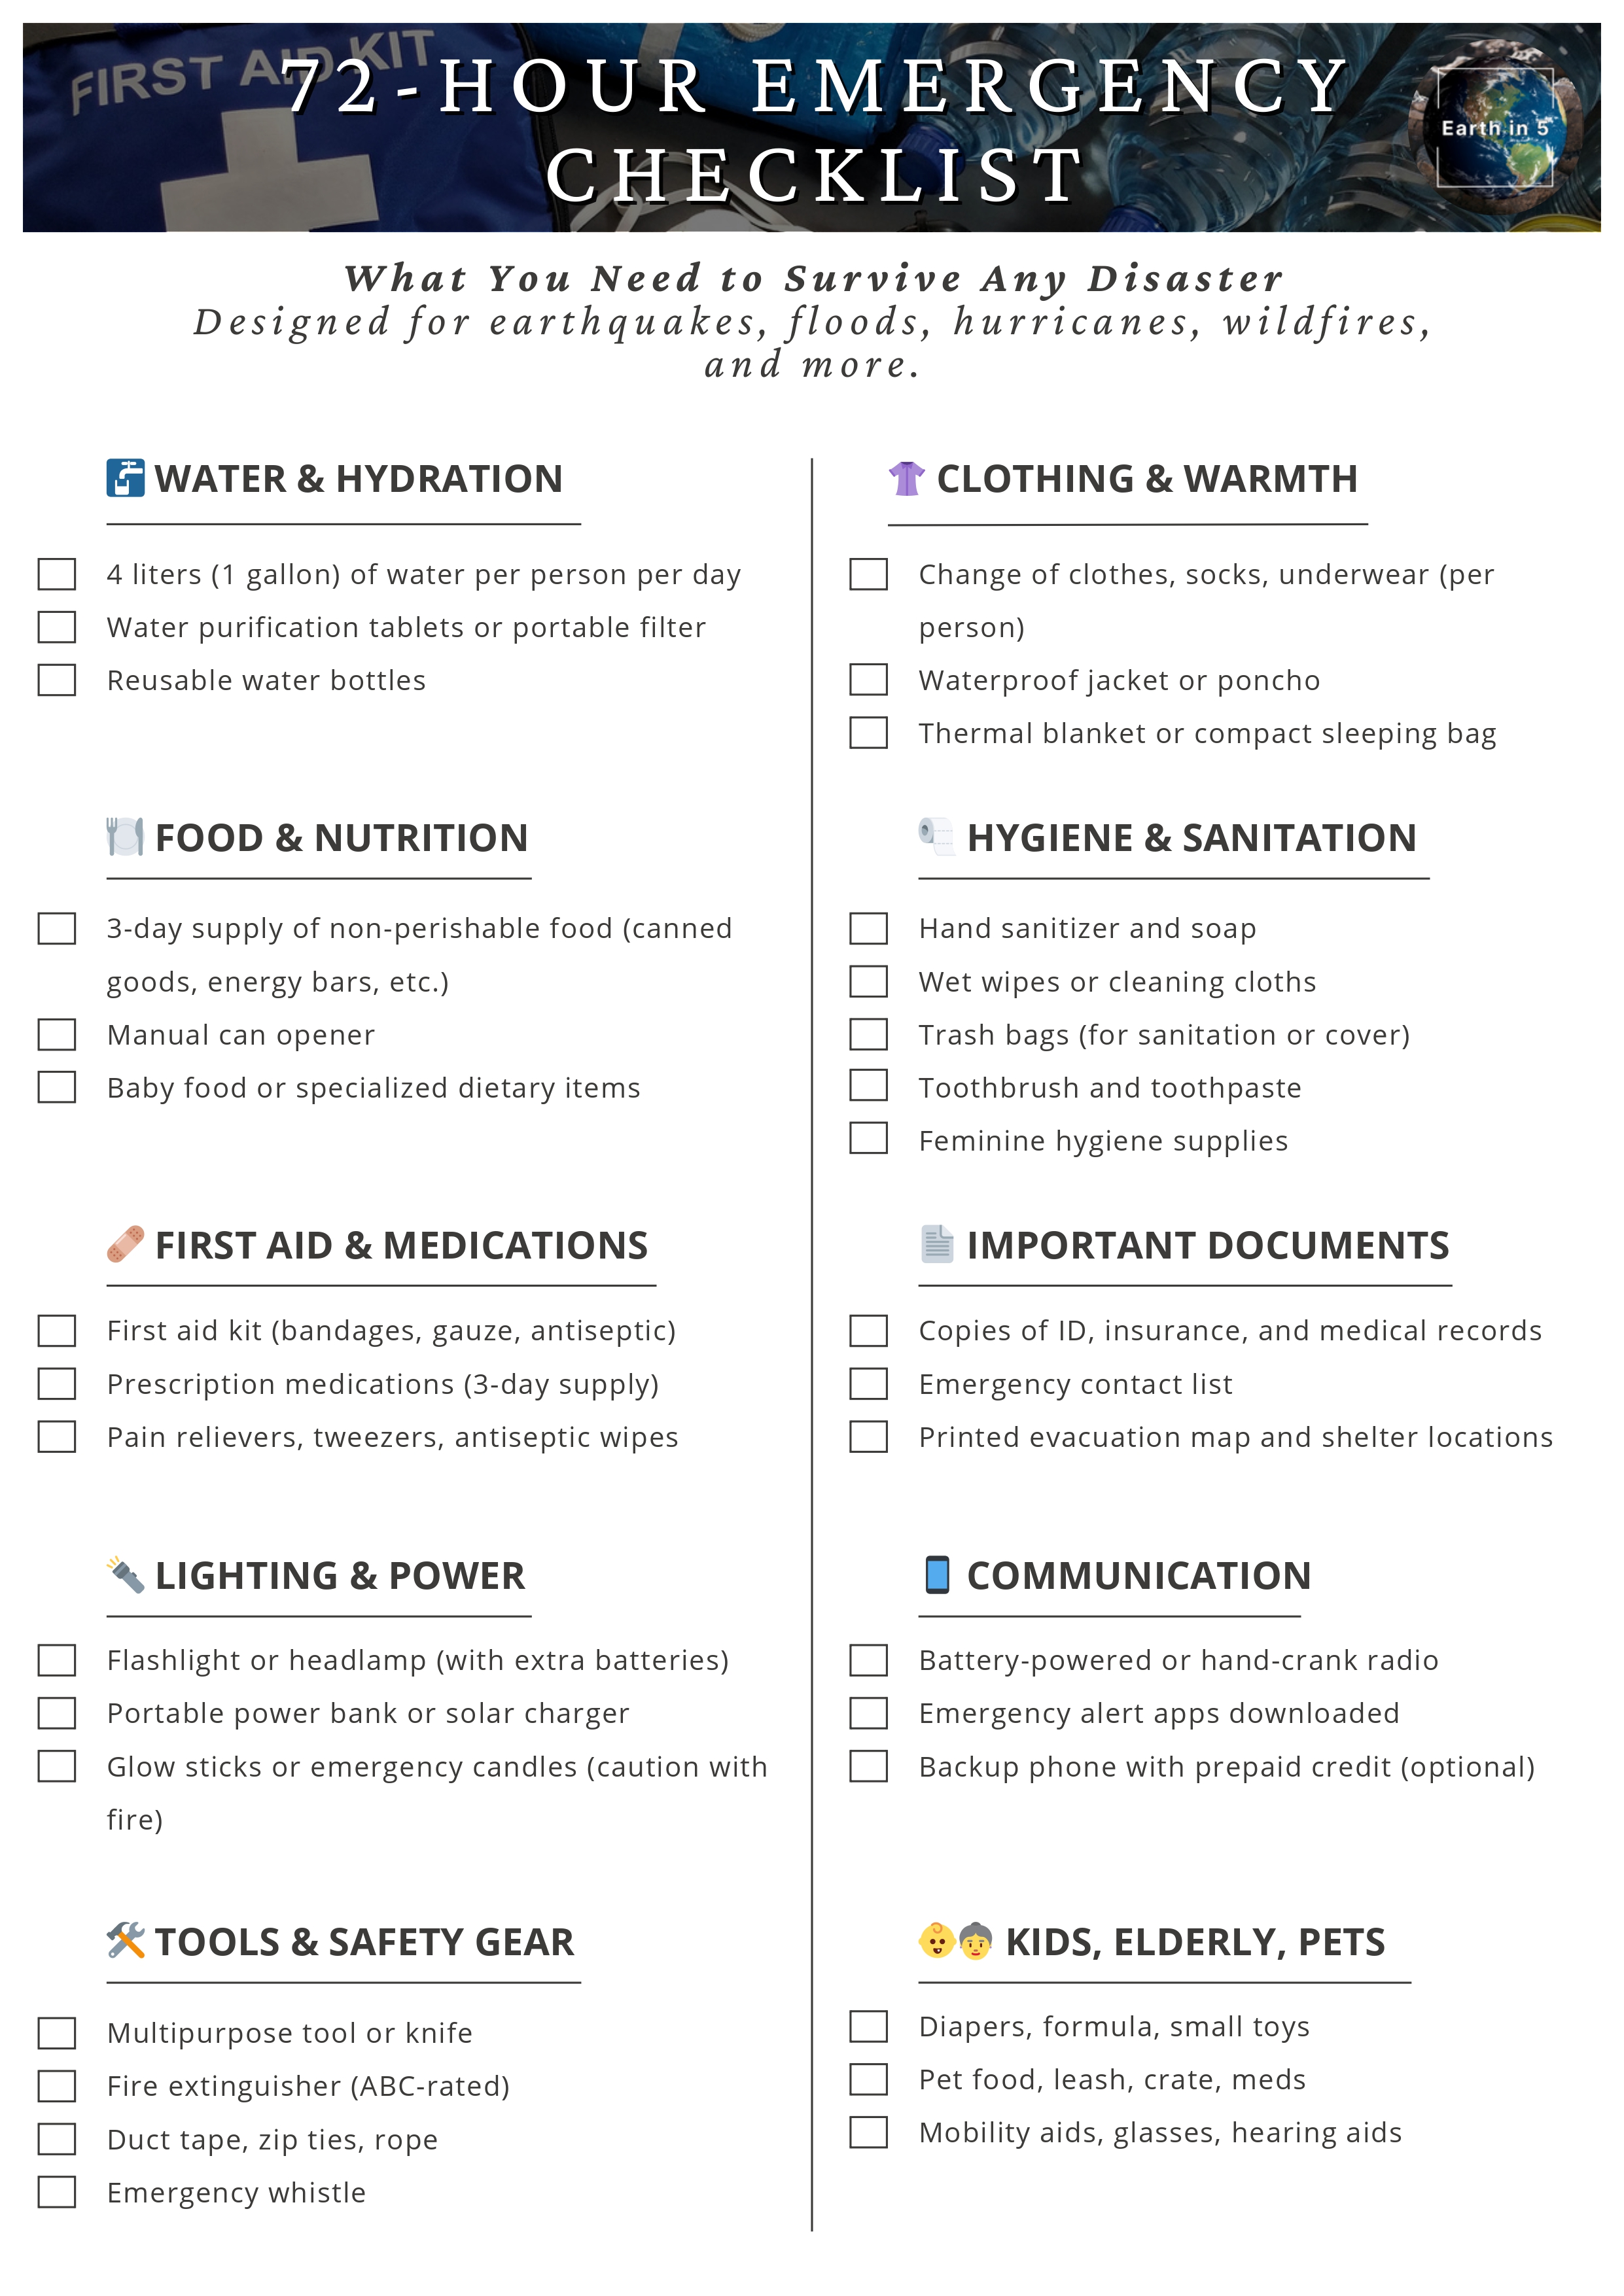 FIRST AID KIT
72-HOUR EMERGENCY
CHECKLIST
Earth in 5
What You Need to Survive Any Disaster
Designed for earthquakes, floods, hurricanes, wildfires,
and more.
WATER & HYDRATION
4 liters (1 gallon) of water per person per day
Water purification tablets or portable filter
Reusable water bottles
FOOD & NUTRITION
3-day supply of non-perishable food (canned
goods, energy bars, etc.)
Manual can opener
Baby food or specialized dietary items
FIRST AID & MEDICATIONS
First aid kit (bandages, gauze, antiseptic)
Prescription medications (3-day supply)
Pain relievers, tweezers, antiseptic wipes
LIGHTING & POWER
Flashlight or headlamp (with extra batteries)
Portable power bank or solar charger
Glow sticks or emergency candles (caution with
fire)
TOOLS & SAFETY GEAR
Multipurpose tool or knife
Fire extinguisher (ABC-rated)
Duct tape, zip ties, rope
Emergency whistle
CLOTHING & WARMTH
Change of clothes, socks, underwear (per
person)
Waterproof jacket or poncho
Thermal blanket or compact sleeping bag
HYGIENE & SANITATION
Hand sanitizer and soap
Wet wipes or cleaning cloths
Trash bags (for sanitation or cover)
Toothbrush and toothpaste
Feminine hygiene supplies
IMPORTANT DOCUMENTS
Copies of ID, insurance, and medical records
Emergency contact list
Printed evacuation map and shelter locations
COMMUNICATION
Battery-powered or hand-crank radio
Emergency alert apps downloaded
Backup phone with prepaid credit (optional)
KIDS, ELDERLY, PETS
Diapers, formula, small toys
Pet food, leash, crate, meds
Mobility aids, glasses, hearing aids